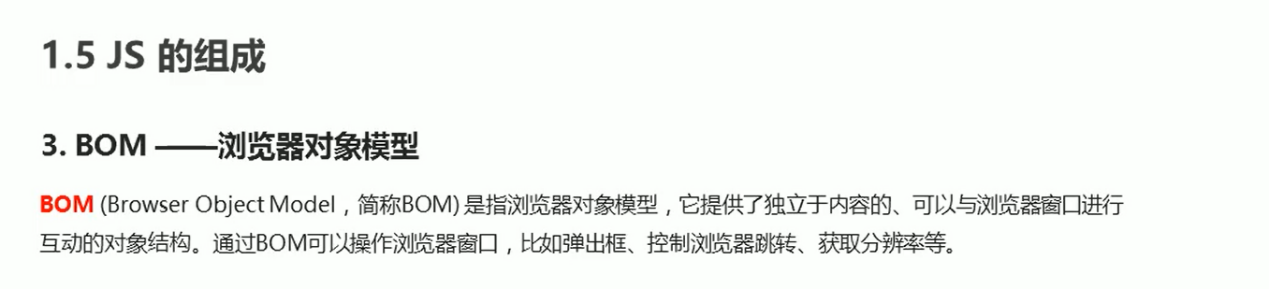 1.5 JS 的组成
3. BOM ——浏览器对象模型
BOM (Browser Object Model，简称BOM) 是指浏览器对象模型，它提供了独立于内容的、可以与浏览器窗口进行
互动的对象结构。通过BOM可以操作浏览器窗口，比如弹出框、控制浏览器跳转、获取分辨率等。